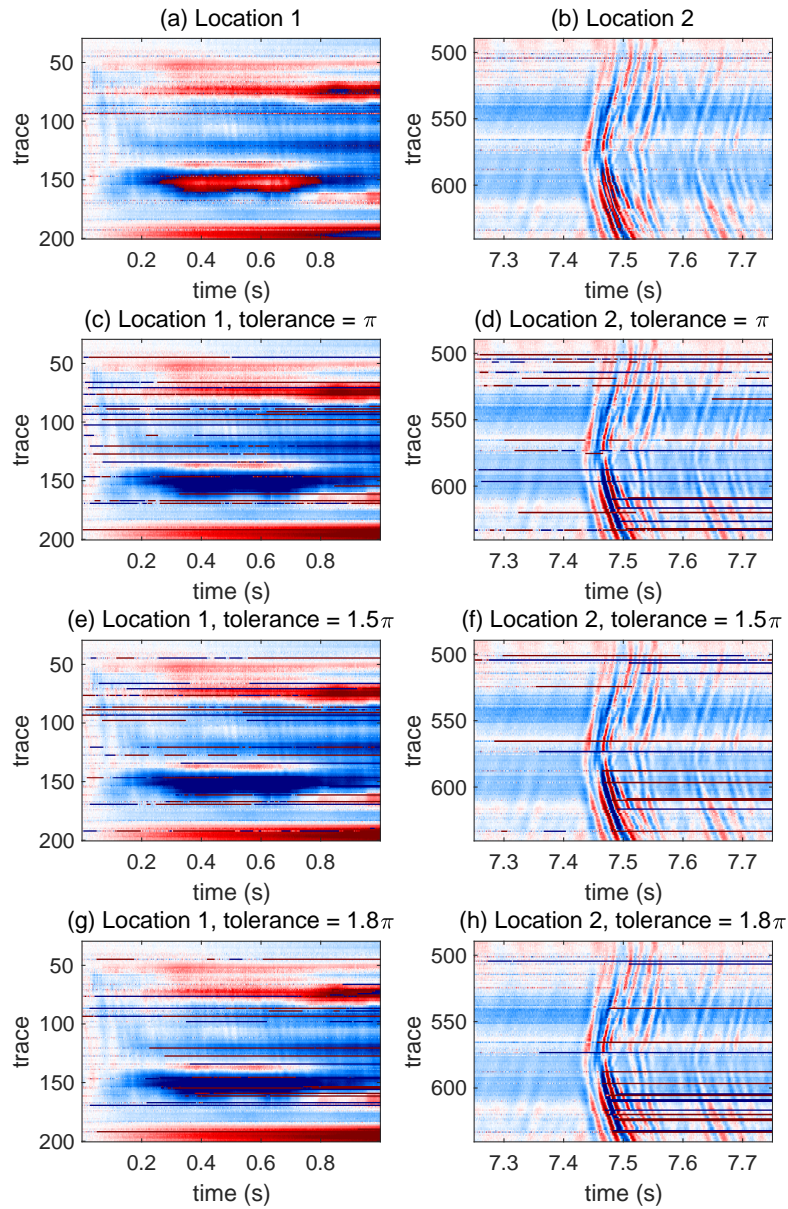 (a) Location 1
(b) Location 2
trace
50
100
150
200
0.2 0.4 0.6 0.8
time (s)
trace
500
550
600
7.3 7.4 7.5 7.6 7.7
time (s)
(c) Location 1, tolerance = π
(d) Location 2, tolerance = π
trace
50
100
150
200
0.2 0.4 0.6 0.8
time (s)
trace
500
550
600
7.3 7.4 7.5 7.6 7.7
time (s)
(e) Location 1, tolerance = 1.5π
(f) Location 2, tolerance = 1.5π
trace
50
100
150
200
0.2 0.4 0.6 0.8
time (s)
trace
500
550
600
7.3 7.4 7.5 7.6 7.7
time (s)
(g) Location 1, tolerance = 1.8π
(h) Location 2, tolerance = 1.8π
trace
50
100
150
200
0.2 0.4 0.6 0.8
time (s)
trace
500
550
600
7.3 7.4 7.5 7.6 7.7
time (s)